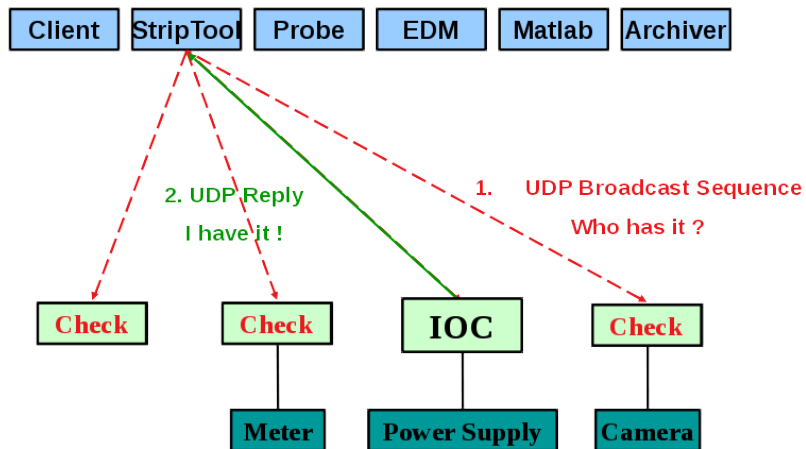 Client StripTool Probe EDM Matlab Archiver
1. UDP Broadcast Sequence
Who has it ?
2. UDP Reply
I have it !
Check Check IOC Check
Meter Power Supply Camera